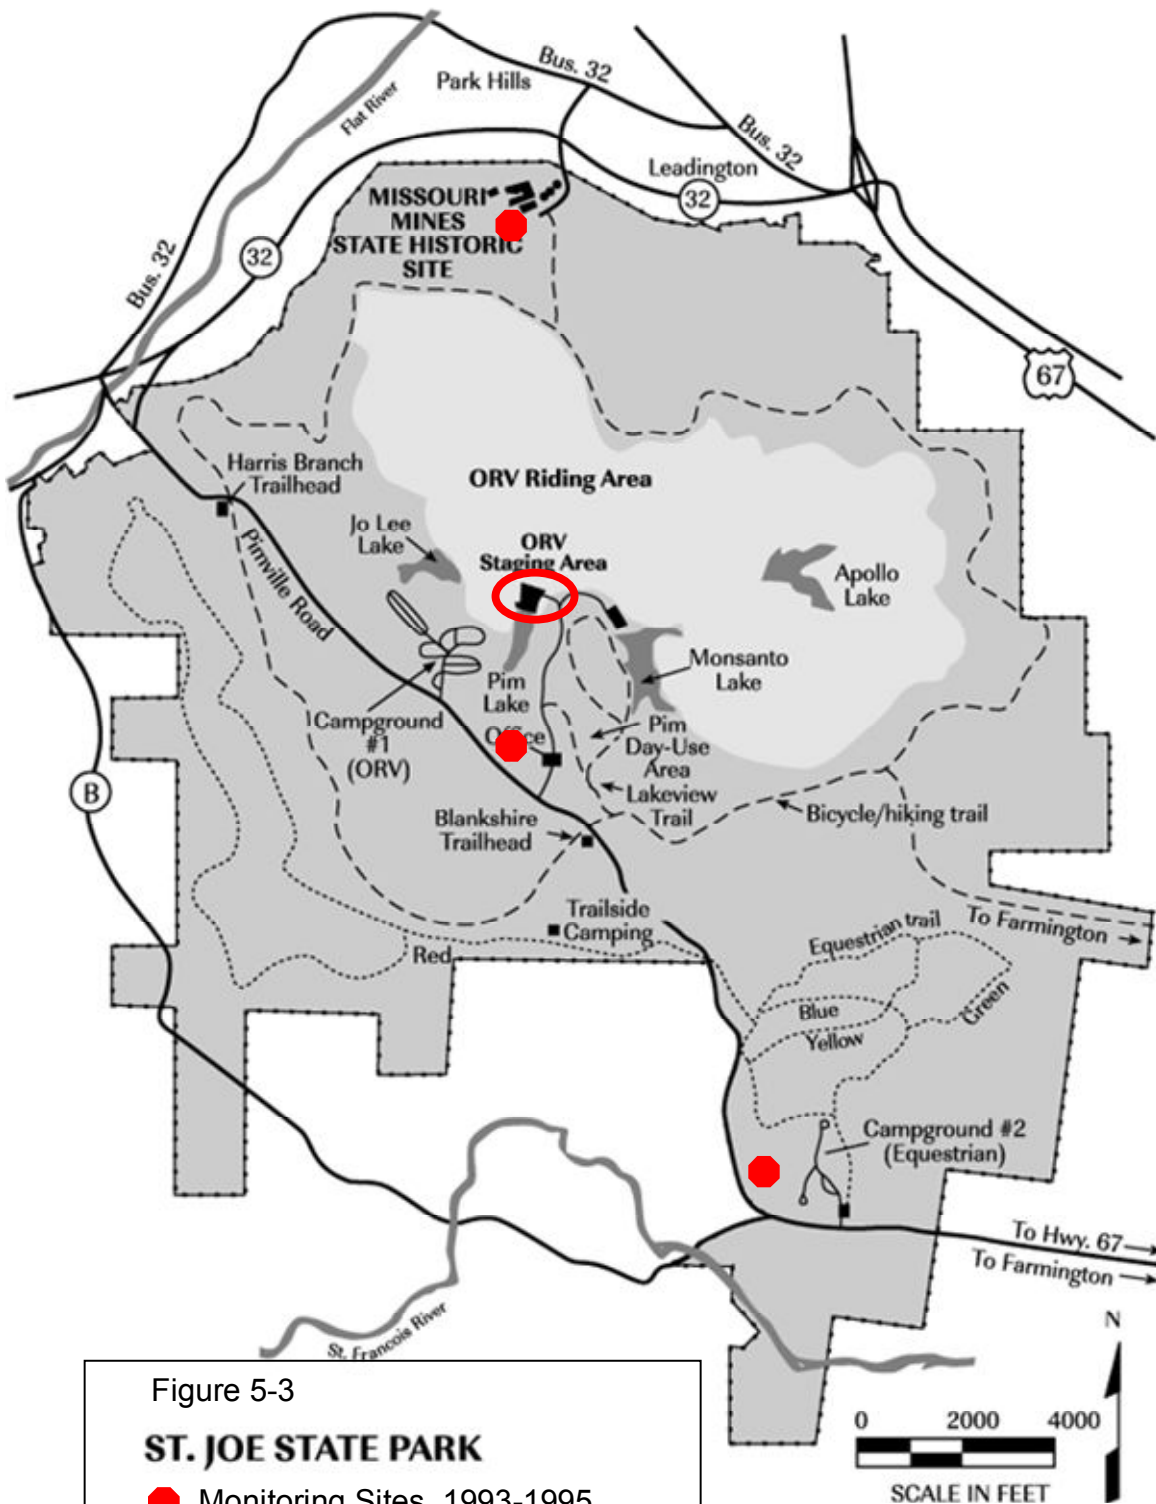 Bus. 32
Park Hills
Flat River
Bus. 32
Leadington
32
MISSOURI
MINES
STATE HISTORIC
SITE
Bus. 32
32
67
Harris Branch
Trailhead
ORV Riding Area
Jo Lee
Lake
ORV
Staging Area
Apollo
Lake
Pimville Road
Monsanto
Lake
Pim
Lake
Campground
#1
(ORV)
Office
Pim
Day-Use
Area
Lakeview
Trail
B
Blankshire
Trailhead
Bicycle/hiking trail
Trailside
Camping
To Farmington
Equestrian trail
Red
Blue
Green
Yellow
Campground #2
(Equestrian)
To Hwy. 67
To Farmington
St. Francois River
N
Figure 5-3
ST. JOE STATE PARK
Monitoring Sites, 1993-1995
0 2000 4000
SCALE IN FEET